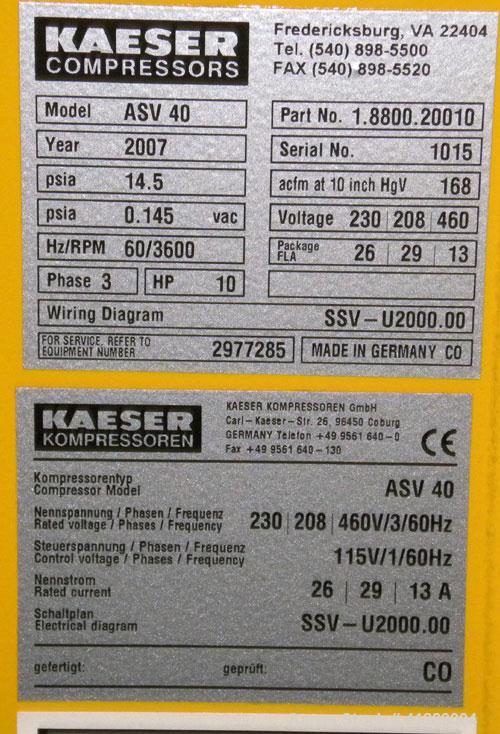 KAESER
COMPRESSORS
Fredericksburg, VA 22404
Tel. (540) 898-5500
FAX (540) 898-5520
Model ASV 40
Part No. 1.8800.20010
Year 2007
Serial No. 1015
psia 14.5
acfm at 10 inch HgV 168
psia 0.145 vac
Voltage 230 | 208 | 460
Hz/RPM 60/3600
Package FLA 26 | 29 | 13
Phase 3 HP 10
Wiring Diagram SSV – U2000.00
FOR SERVICE, REFER TO
EQUIPMENT NUMBER 2977285
MADE IN GERMANY CO
KAESER
KOMPRESSOREN
KAESER KOMPRESSOREN GmbH
Carl – Kaeser – Str. 26, 96450 Coburg
GERMANY Telefon +49 9561 640 – 0
Fax +49 9561 640 – 130
CE
Kompressorentyp
Compressor Model ASV 40
Nennspannung / Phasen / Frequenz
Rated voltage / Phases / Frequency 230 | 208 | 460V/3/60Hz
Steuerspannung / Phasen / Frequenz
Control voltage / Phases / Frequency 115V/1/60Hz
Nennstrom
Rated current 26 | 29 | 13 A
Schaltplan
Electrical diagram SSV – U2000.00
gefertigt: geprüft: CO